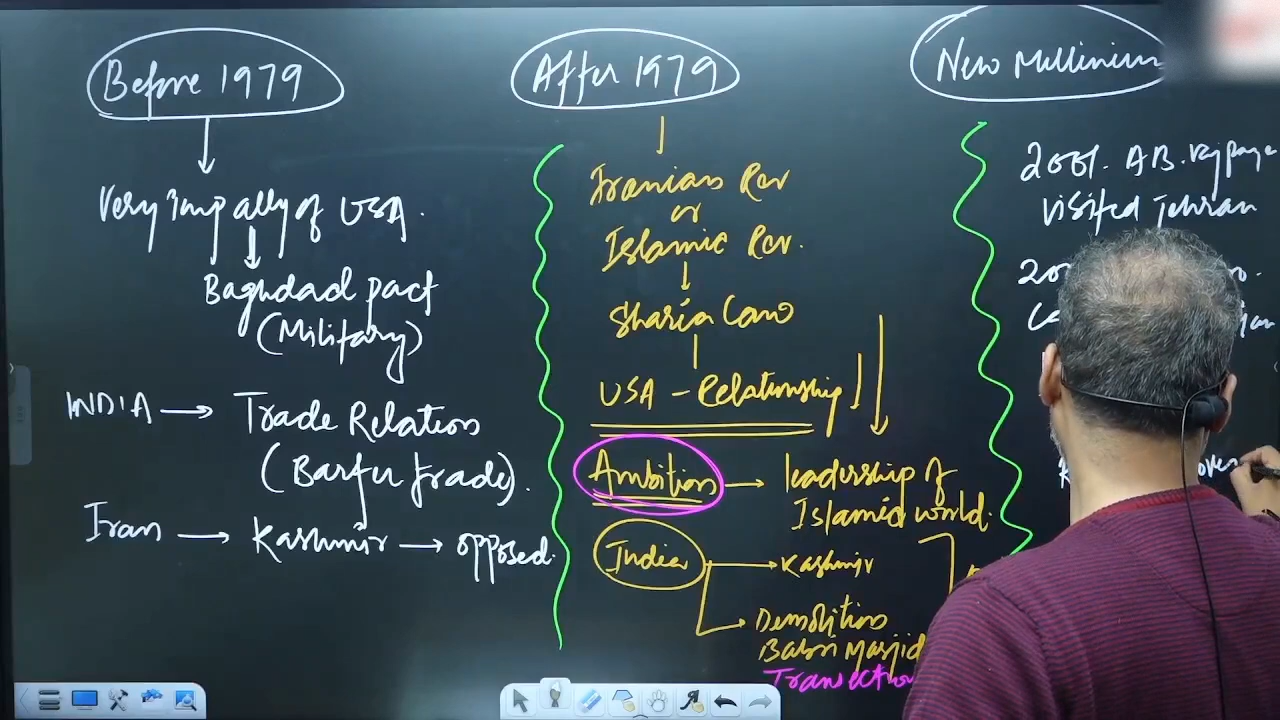 Before 1979
Very Imp ally of USA.
Baghdad pact
(Military)
INDIA → Trade Relation
(Barter trade).
Iran → Kashmir → opposed.
After 1979
Iranian Rev
or
Islamic Rev.
Sharia Law
USA - Relationship
Ambition → leadership of
Islamic world.
India → Kashmir
Demolition
Babri Masjid
New Millinium
2001. A.B.
visited Tehran